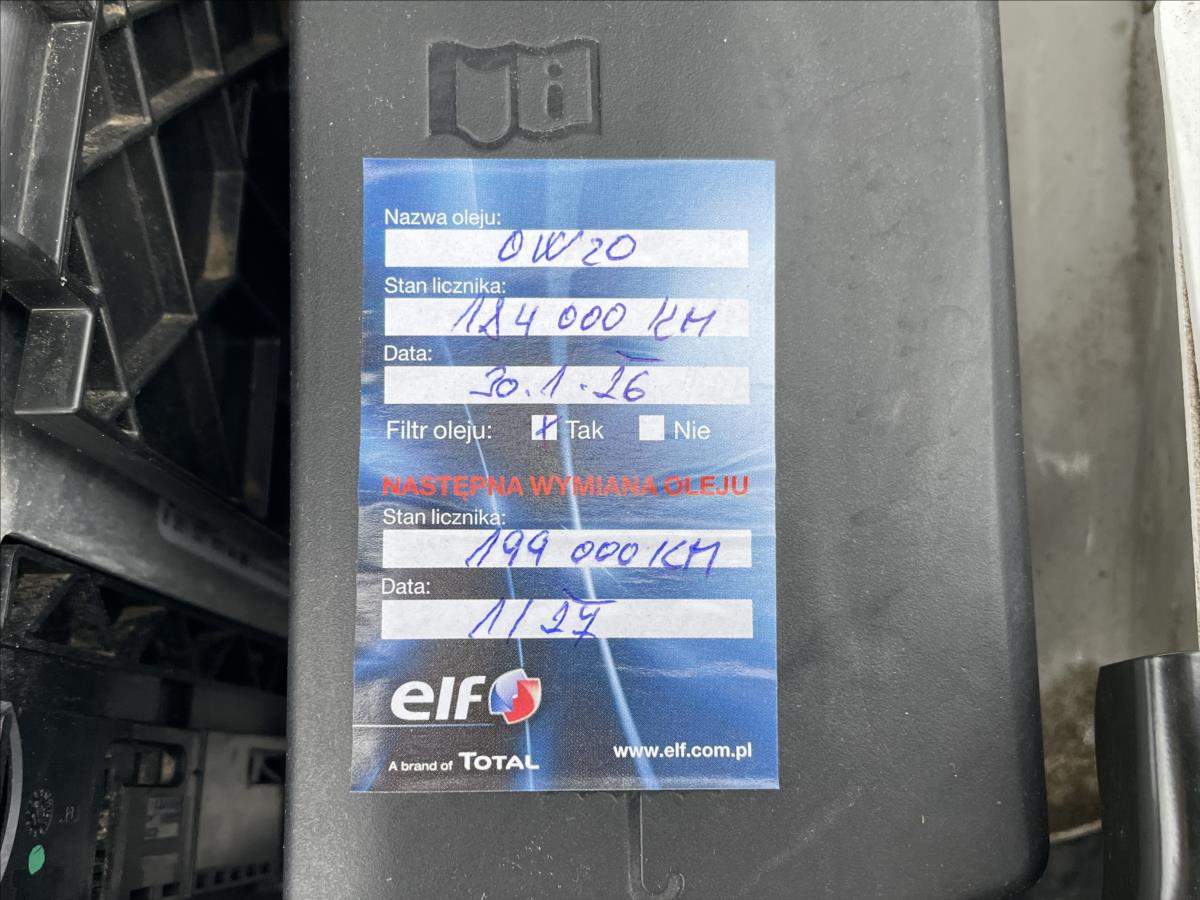 Nazwa oleju:
0W20
Stan licznika:
184 000 KM
Data:
30.1.26
Filtr oleju: x Tak Nie
NASTĘPNA WYMIANA OLEJU
Stan licznika:
199 000 KM
Data:
1/27
elf
A brand of TOTAL
www.elf.com.pl